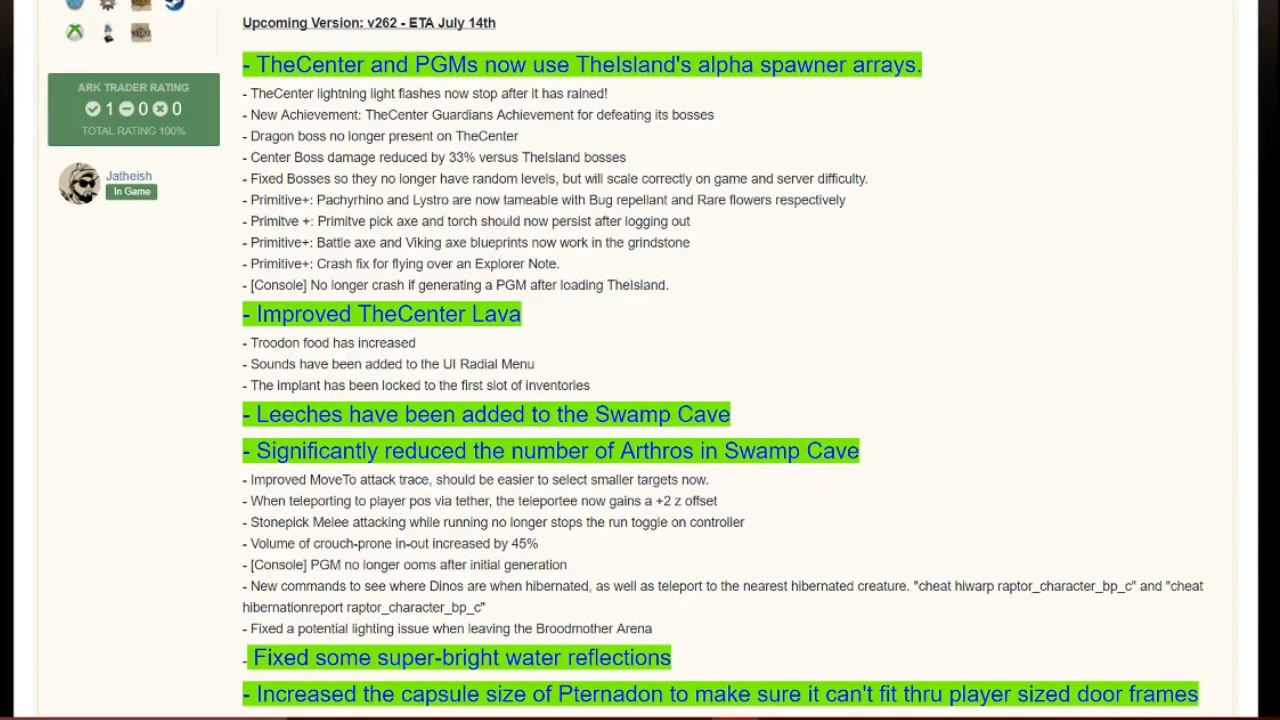 Upcoming Version: v262 - ETA July 14th
- TheCenter and PGMs now use TheIsland's alpha spawner arrays.
ARK TRADER RATING
1 0 0
TOTAL RATING 100%
Jatheish
In Game
- TheCenter lightning light flashes now stop after it has rained!
- New Achievement: TheCenter Guardians Achievement for defeating its bosses
- Dragon boss no longer present on TheCenter
- Center Boss damage reduced by 33% versus TheIsland bosses
- Fixed Bosses so they no longer have random levels, but will scale correctly on game and server difficulty.
- Primitive+: Pachyrhino and Lystro are now tameable with Bug repellant and Rare flowers respectively
- Primitve +: Primitve pick axe and torch should now persist after logging out
- Primitive+: Battle axe and Viking axe blueprints now work in the grindstone
- Primitive+: Crash fix for flying over an Explorer Note.
- [Console] No longer crash if generating a PGM after loading TheIsland.
- Improved TheCenter Lava
- Troodon food has increased
- Sounds have been added to the UI Radial Menu
- The implant has been locked to the first slot of inventories
- Leeches have been added to the Swamp Cave
- Significantly reduced the number of Arthros in Swamp Cave
- Improved MoveTo attack trace, should be easier to select smaller targets now.
- When teleporting to player pos via tether, the teleportee now gains a +2 z offset
- Stonepick Melee attacking while running no longer stops the run toggle on controller
- Volume of crouch-prone in-out increased by 45%
- [Console] PGM no longer ooms after initial generation
- New commands to see where Dinos are when hibernated, as well as teleport to the nearest hibernated creature. "cheat hiwarp raptor_character_bp_c" and "cheat
hibernationreport raptor_character_bp_c"
- Fixed a potential lighting issue when leaving the Broodmother Arena
- Fixed some super-bright water reflections
- Increased the capsule size of Pternadon to make sure it can't fit thru player sized door frames